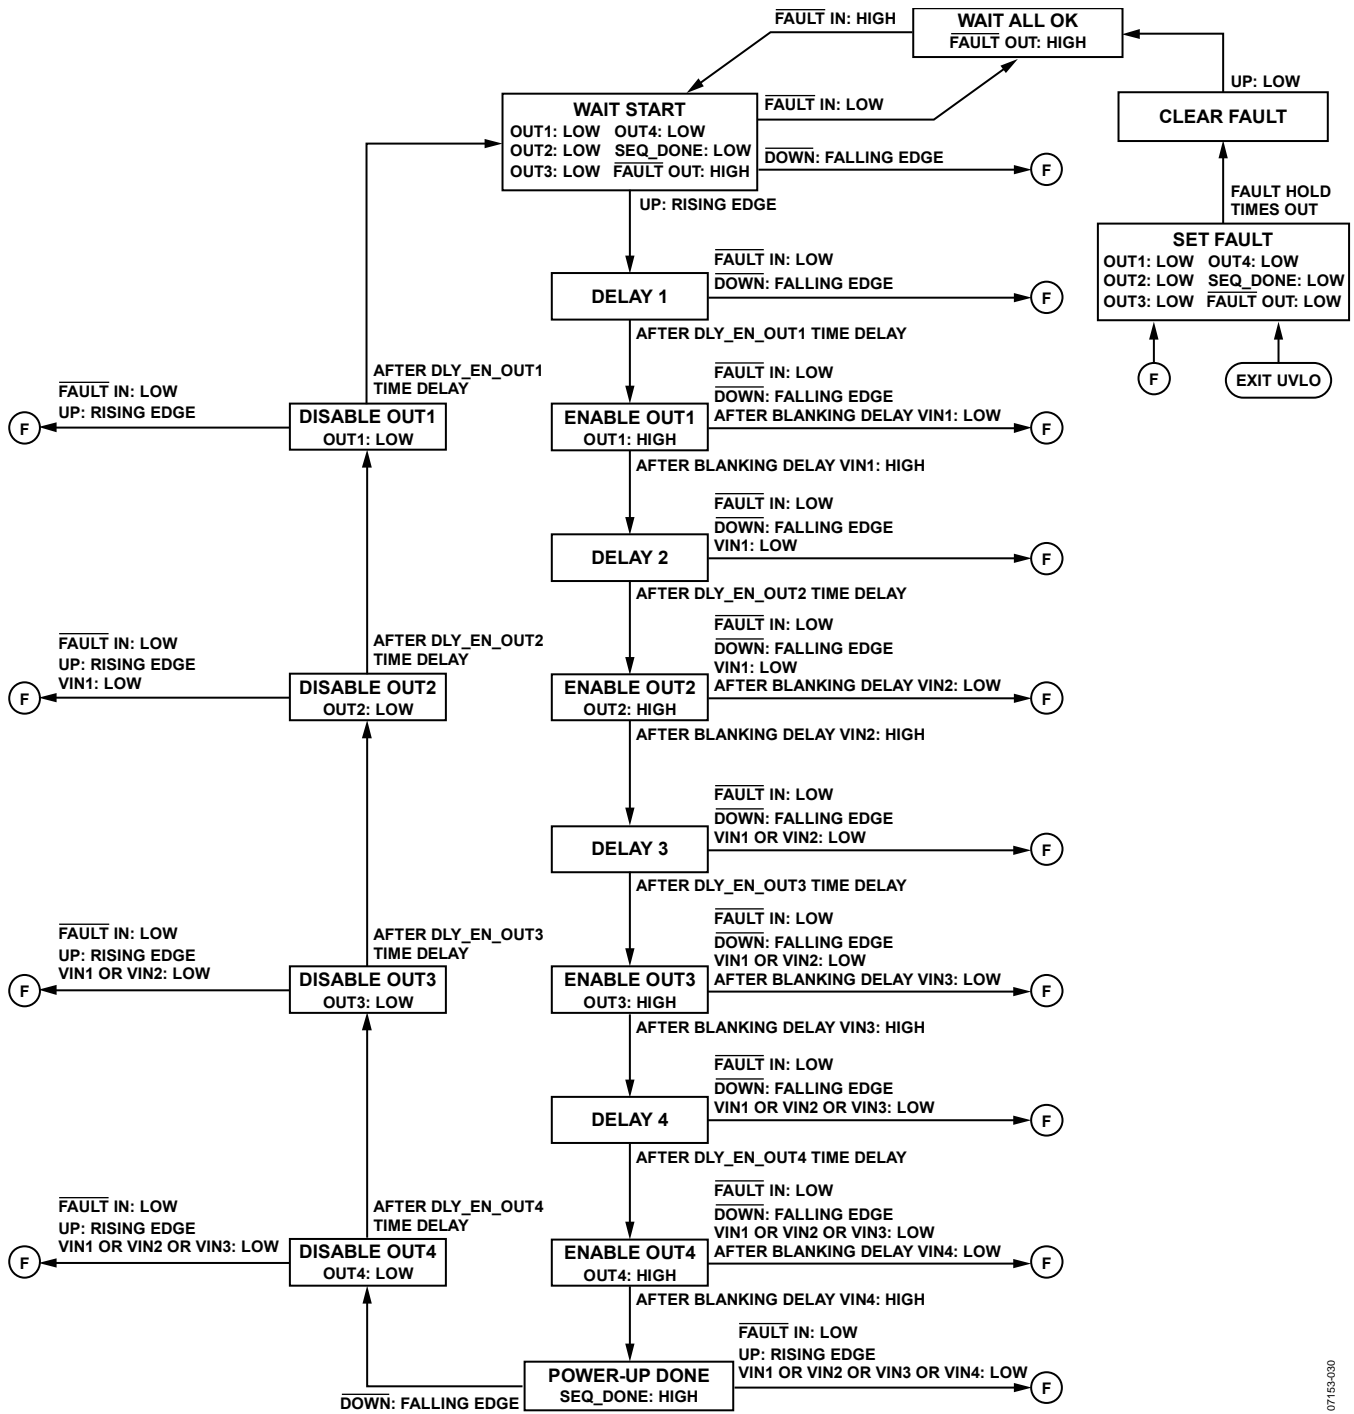 FAULT IN: HIGH
WAIT ALL OK
FAULT OUT: HIGH
UP: LOW
CLEAR FAULT
FAULT HOLD
TIMES OUT
SET FAULT
OUT1: LOW OUT4: LOW
OUT2: LOW SEQ_DONE: LOW
OUT3: LOW FAULT OUT: LOW
F
EXIT UVLO
WAIT START
OUT1: LOW OUT4: LOW
OUT2: LOW SEQ_DONE: LOW
OUT3: LOW FAULT OUT: HIGH
FAULT IN: LOW
DOWN: FALLING EDGE
F
UP: RISING EDGE
DELAY 1
FAULT IN: LOW
DOWN: FALLING EDGE
F
AFTER DLY_EN_OUT1 TIME DELAY
ENABLE OUT1
OUT1: HIGH
FAULT IN: LOW
DOWN: FALLING EDGE
AFTER BLANKING DELAY VIN1: LOW
F
AFTER BLANKING DELAY VIN1: HIGH
DELAY 2
FAULT IN: LOW
DOWN: FALLING EDGE
VIN1: LOW
F
AFTER DLY_EN_OUT2 TIME DELAY
ENABLE OUT2
OUT2: HIGH
FAULT IN: LOW
DOWN: FALLING EDGE
VIN1: LOW
AFTER BLANKING DELAY VIN2: LOW
F
AFTER BLANKING DELAY VIN2: HIGH
DELAY 3
FAULT IN: LOW
DOWN: FALLING EDGE
VIN1 OR VIN2: LOW
F
AFTER DLY_EN_OUT3 TIME DELAY
ENABLE OUT3
OUT3: HIGH
FAULT IN: LOW
DOWN: FALLING EDGE
VIN1 OR VIN2: LOW
AFTER BLANKING DELAY VIN3: LOW
F
AFTER BLANKING DELAY VIN3: HIGH
DELAY 4
FAULT IN: LOW
DOWN: FALLING EDGE
VIN1 OR VIN2 OR VIN3: LOW
F
AFTER DLY_EN_OUT4 TIME DELAY
ENABLE OUT4
OUT4: HIGH
FAULT IN: LOW
DOWN: FALLING EDGE
VIN1 OR VIN2 OR VIN3: LOW
AFTER BLANKING DELAY VIN4: LOW
F
AFTER BLANKING DELAY VIN4: HIGH
POWER-UP DONE
SEQ_DONE: HIGH
FAULT IN: LOW
UP: RISING EDGE
VIN1 OR VIN2 OR VIN3 OR VIN4: LOW
F
DOWN: FALLING EDGE
DISABLE OUT4
OUT4: LOW
FAULT IN: LOW
UP: RISING EDGE
VIN1 OR VIN2 OR VIN3: LOW
F
AFTER DLY_EN_OUT4
TIME DELAY
DISABLE OUT3
OUT3: LOW
FAULT IN: LOW
UP: RISING EDGE
VIN1 OR VIN2: LOW
F
AFTER DLY_EN_OUT3
TIME DELAY
DISABLE OUT2
OUT2: LOW
FAULT IN: LOW
UP: RISING EDGE
VIN1: LOW
F
AFTER DLY_EN_OUT2
TIME DELAY
DISABLE OUT1
OUT1: LOW
FAULT IN: LOW
UP: RISING EDGE
F
AFTER DLY_EN_OUT1
TIME DELAY
07153-030